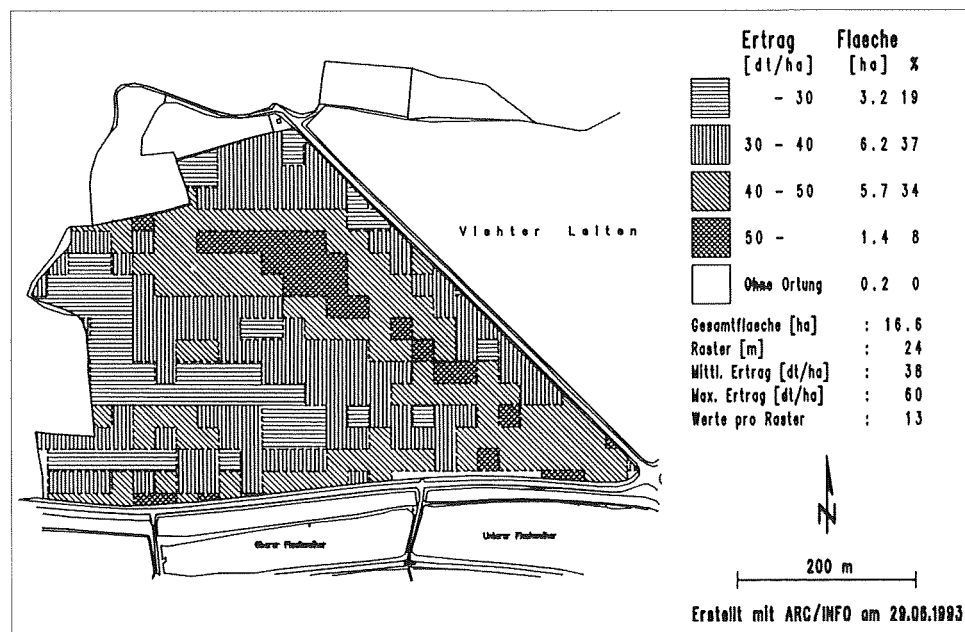 Ertrag Flaeche
[dt/ha] [ha] %
- 30 3.2 19
30 - 40 6.2 37
40 - 50 5.7 34
50 - 1.4 8
Ohne Ortung 0.2 0
Viehter Leiten
Gesamtflaeche [ha] : 16.6
Raster [m] : 24
Mittl. Ertrag [dt/ha] : 38
Max. Ertrag [dt/ha] : 60
Werte pro Raster : 13
N
Oberer
Unterer
200 m
Erstellt mit ARC/INFO am 29.06.1993